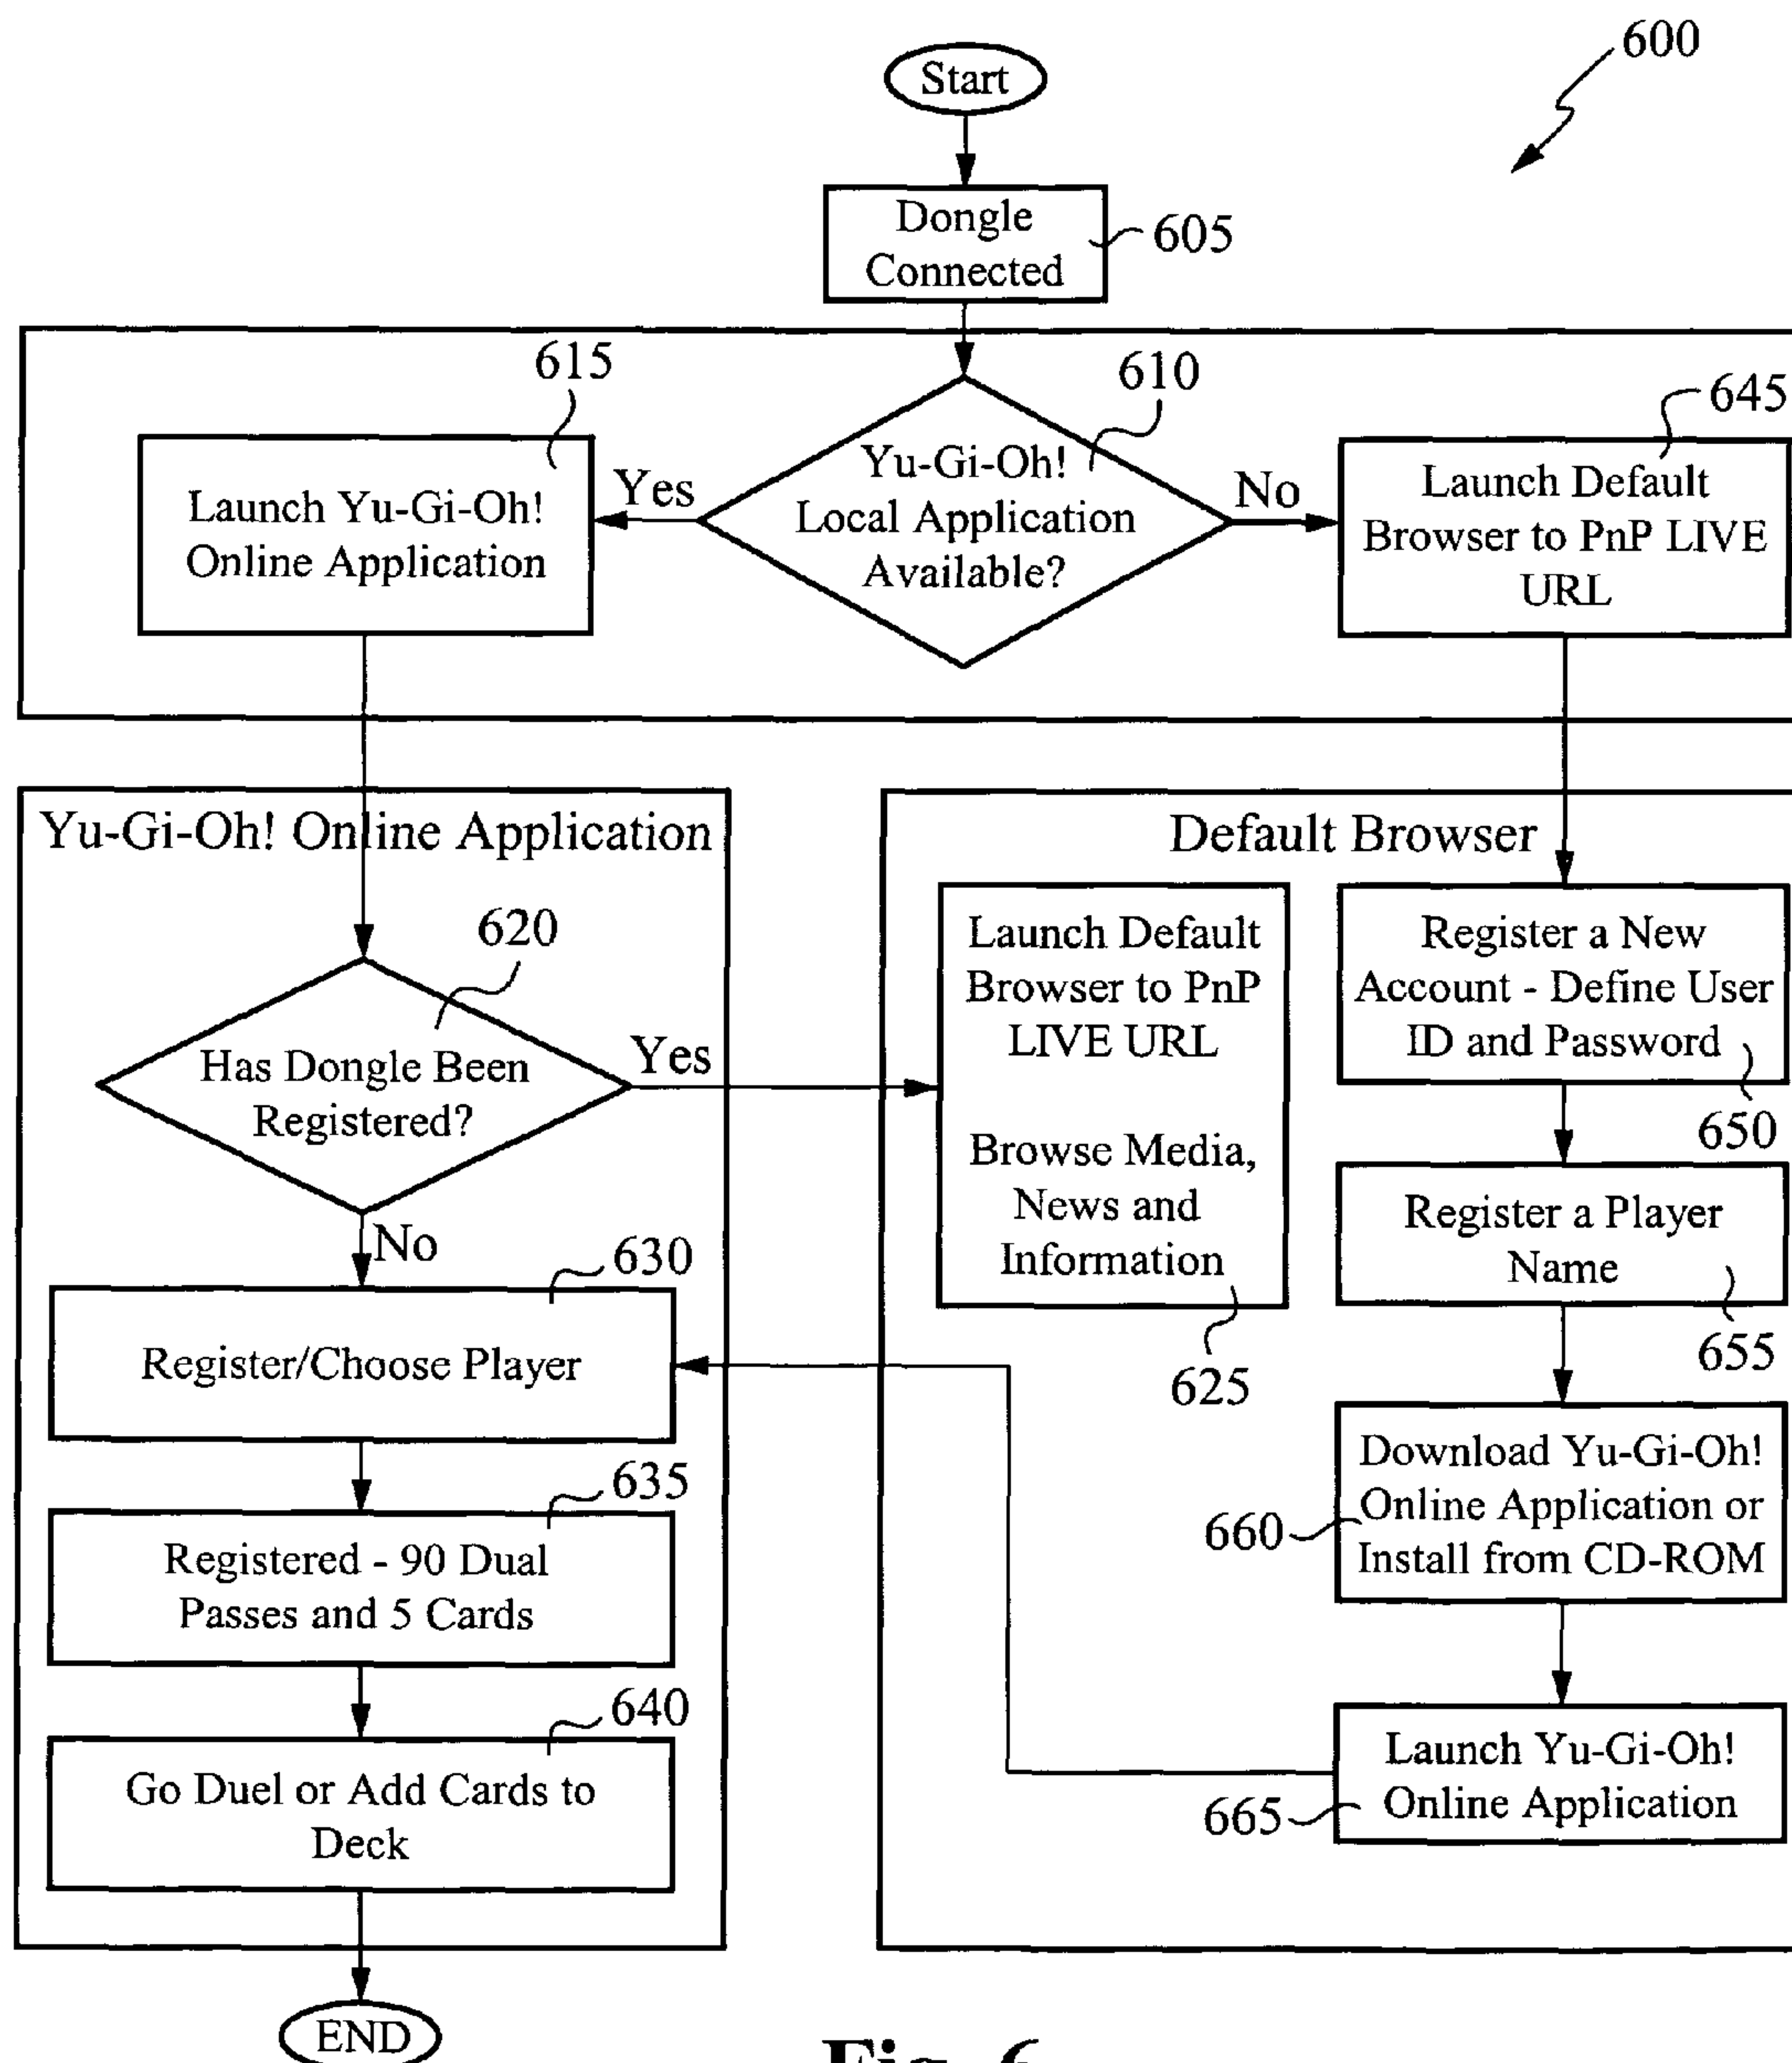 600
Start
Dongle
Connected
605
615
610
645
Launch Yu-Gi-Oh!
Online Application
Yes
Yu-Gi-Oh!
Local Application
Available?
No
Launch Default
Browser to PnP LIVE
URL
Yu-Gi-Oh! Online Application
620
Has Dongle Been
Registered?
Yes
No
630
Register/Choose Player
635
Registered - 90 Dual
Passes and 5 Cards
640
Go Duel or Add Cards to
Deck
END
Default Browser
Launch Default
Browser to PnP
LIVE URL
Browse Media,
News and
Information
625
Register a New
Account - Define User
ID and Password
650
Register a Player
Name
655
Download Yu-Gi-Oh!
Online Application or
Install from CD-ROM
660
Launch Yu-Gi-Oh!
Online Application
665
Fig. 6